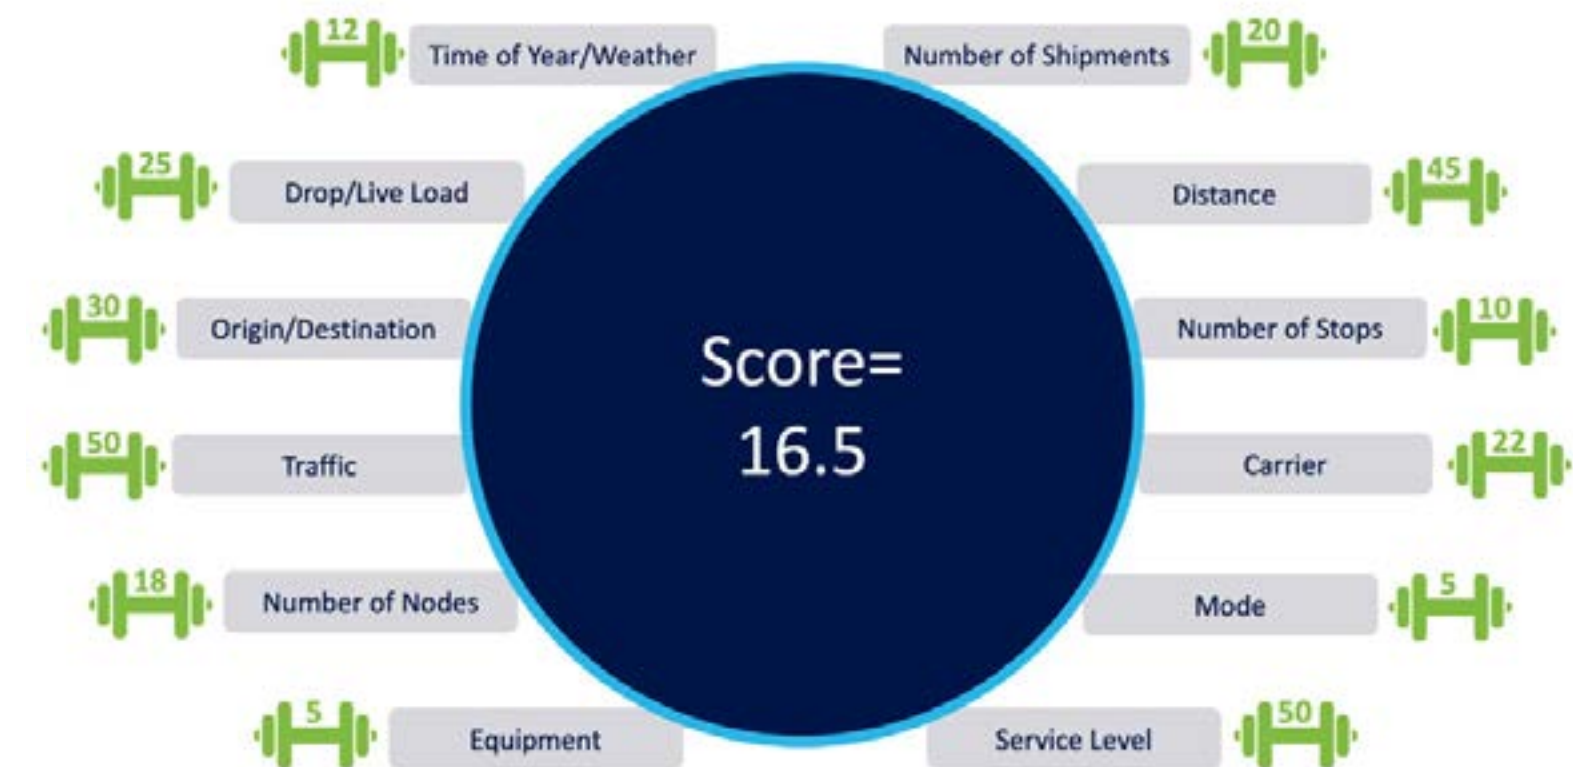 12
Time of Year/Weather
Number of Shipments
20
25
Drop/Live Load
Distance
45
30
Origin/Destination
Number of Stops
10
Score=
16.5
50
Traffic
Carrier
22
18
Number of Nodes
Mode
5
5
Equipment
Service Level
50